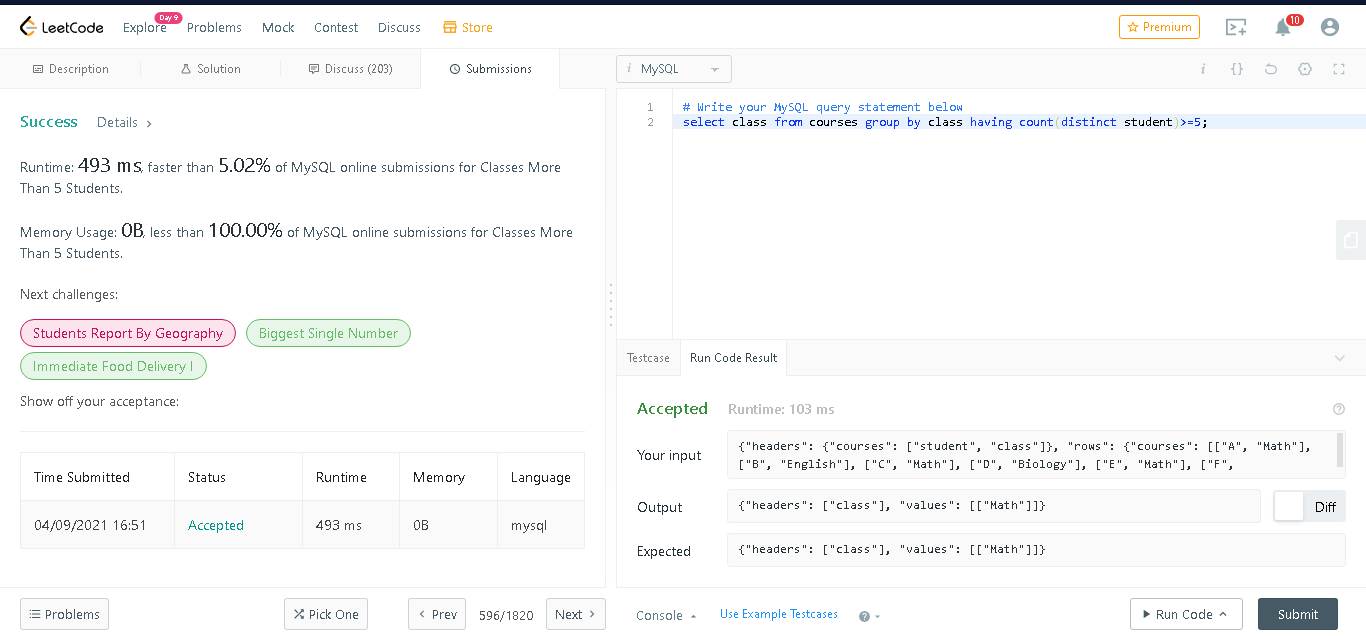 LeetCode
Explore
Day 9
Problems
Mock
Contest
Discuss
Store
Premium
10
Description
Solution
Discuss (203)
Submissions
Success
Details
Runtime: 493 ms, faster than 5.02% of MySQL online submissions for Classes More
Than 5 Students.
Memory Usage: 0B, less than 100.00% of MySQL online submissions for Classes More
Than 5 Students.
Next challenges:
Students Report By Geography
Biggest Single Number
Immediate Food Delivery I
Show off your acceptance:
Time Submitted
Status
Runtime
Memory
Language
04/09/2021 16:51
Accepted
493 ms
0B
mysql
Problems
Pick One
Prev
596/1820
Next
i MySQL
i
{}
1 # Write your MySQL query statement below
2 select class from courses group by class having count(distinct student)>=5;
Testcase
Run Code Result
Accepted
Runtime: 103 ms
Your input
{"headers": {"courses": ["student", "class"]}, "rows": {"courses": [["A", "Math"],
["B", "English"], ["C", "Math"], ["D", "Biology"], ["E", "Math"], ["F",
Output
{"headers": ["class"], "values": [["Math"]]}
Diff
Expected
{"headers": ["class"], "values": [["Math"]]}
Console
Use Example Testcases
?
Run Code
Submit